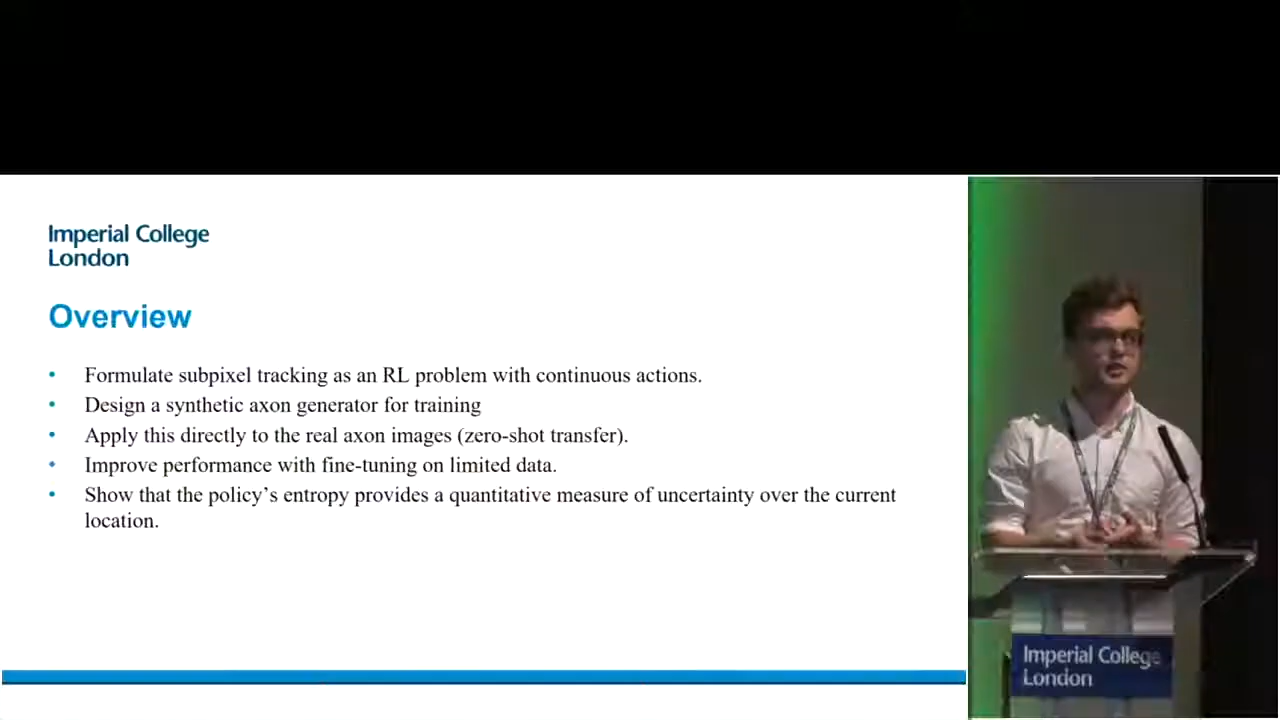 Imperial College
London
Overview
• Formulate subpixel tracking as an RL problem with continuous actions.
• Design a synthetic axon generator for training
• Apply this directly to the real axon images (zero-shot transfer).
• Improve performance with fine-tuning on limited data.
• Show that the policy's entropy provides a quantitative measure of uncertainty over the current
location.
Imperial College
London